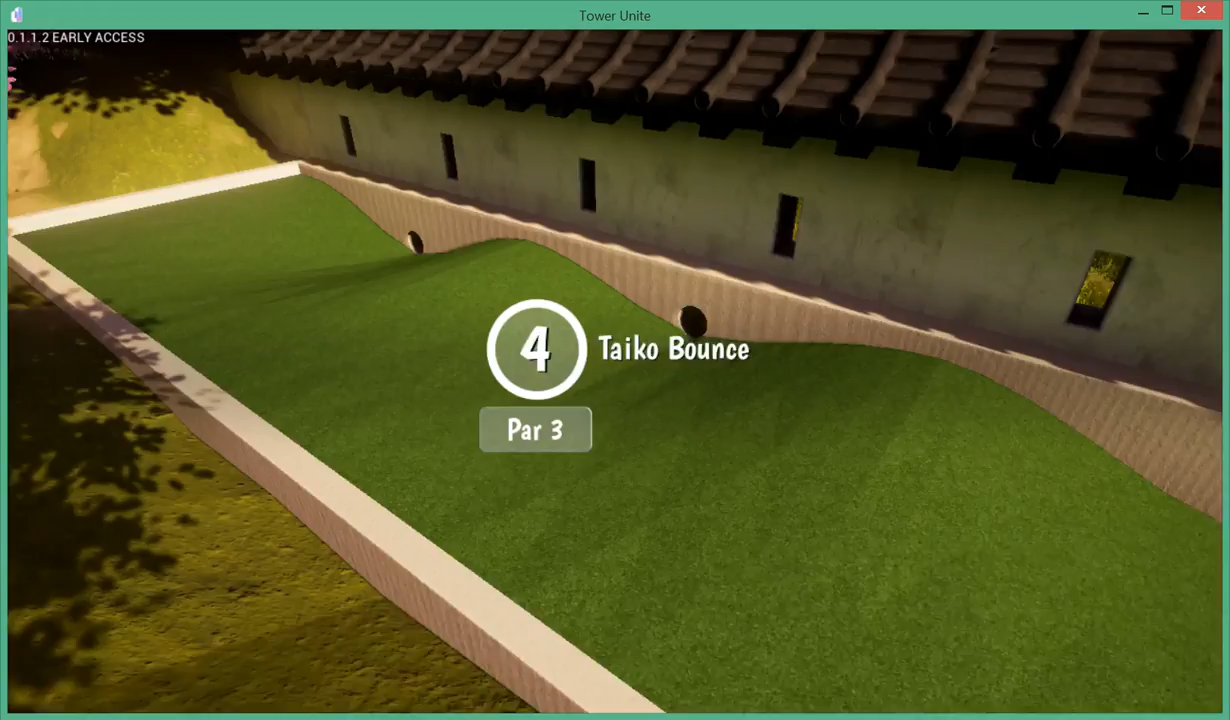 Tower Unite
0.1.1.2 EARLY ACCESS
4
Taiko Bounce
Par 3